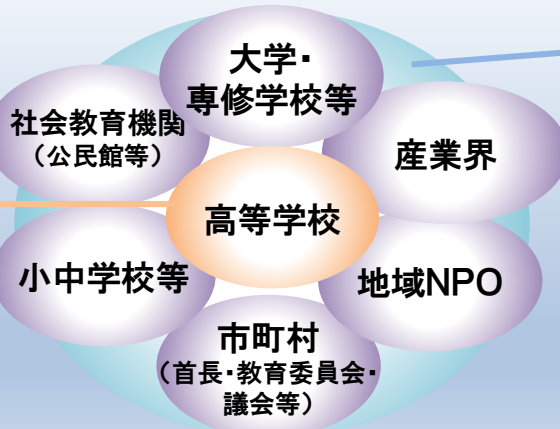 大学・
専修学校等
社会教育機関
（公民館等）
産業界
高等学校
小中学校等
地域NPO
市町村
（首長・教育委員会・
議会等）